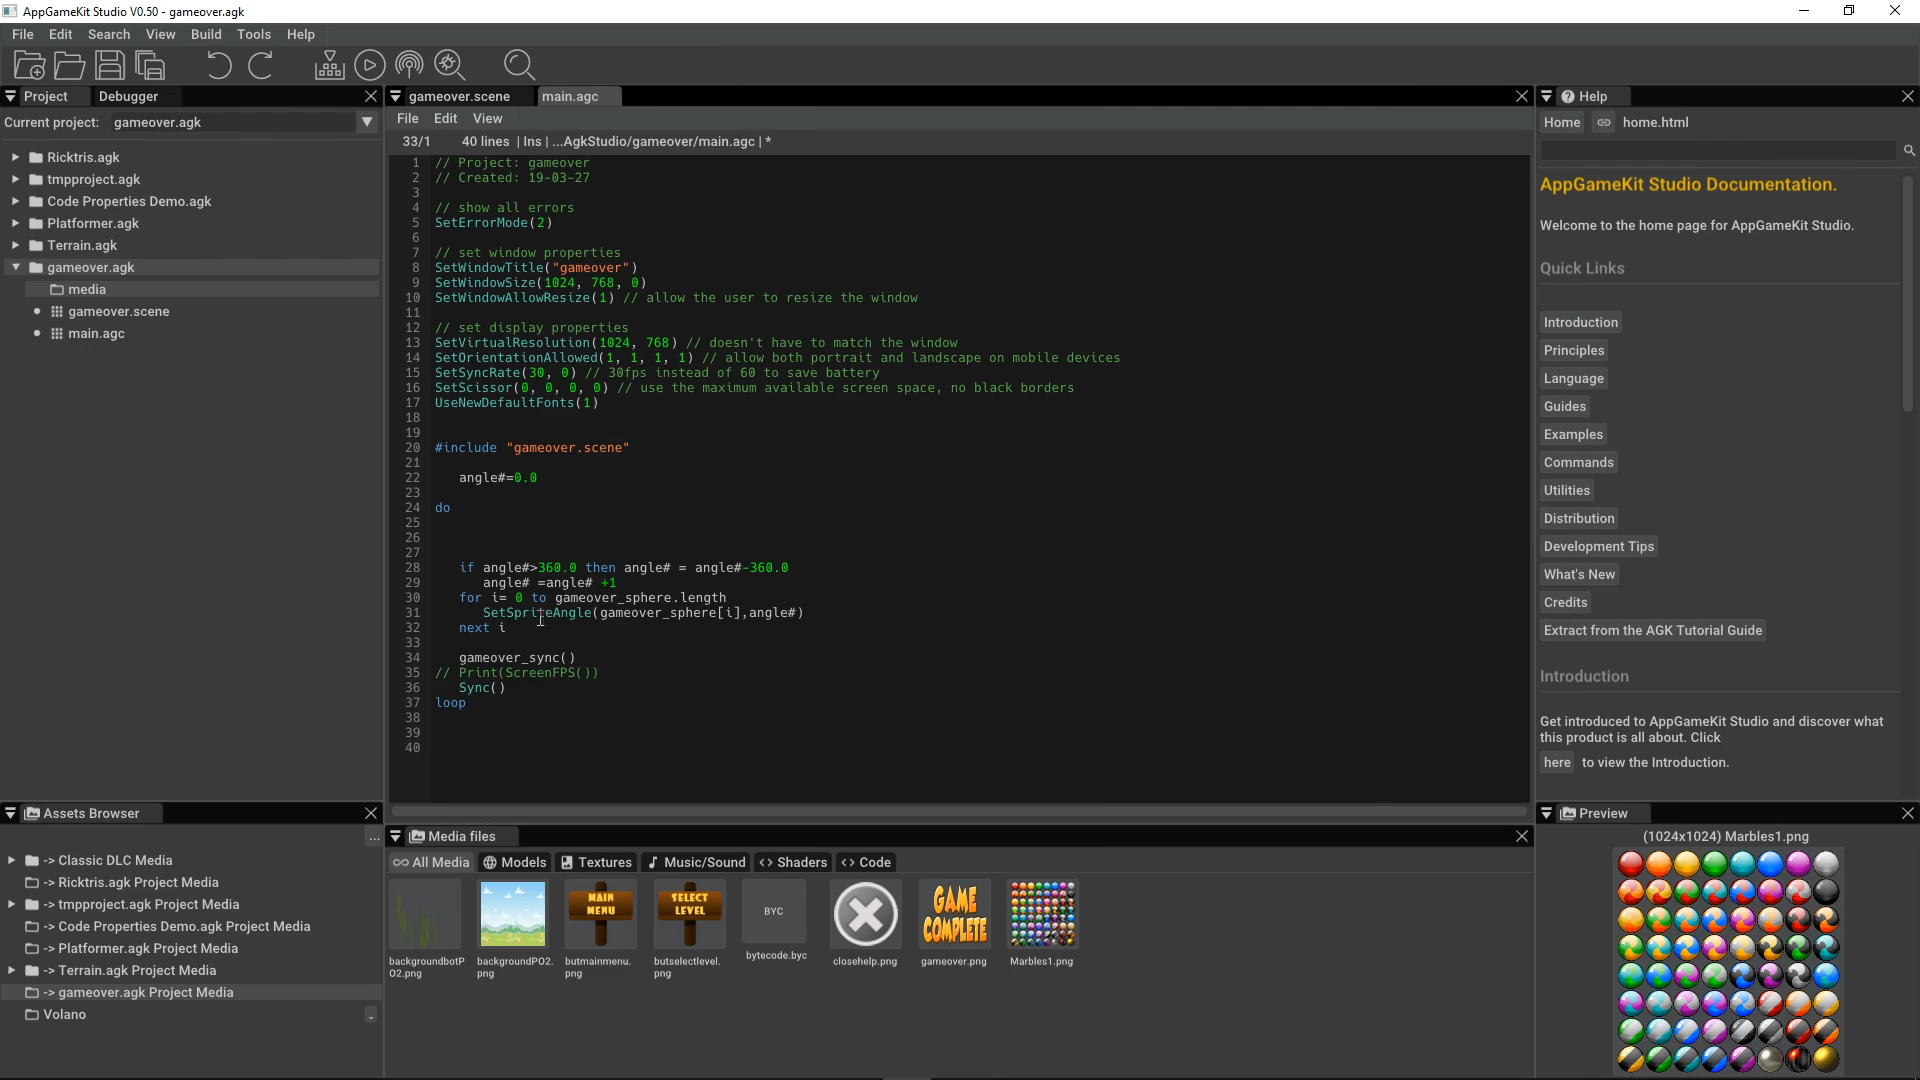 AppGameKit Studio V0.50 - gameover.agk
File Edit Search View Build Tools Help
Project Debugger
Current project: gameover.agk
Ricktris.agk
tmpproject.agk
Code Properties Demo.agk
Platformer.agk
Terrain.agk
gameover.agk
media
gameover.scene
main.agc
gameover.scene main.agc
File Edit View
33/1 40 lines | Ins | ...AgkStudio/gameover/main.agc | *
1 // Project: gameover
2 // Created: 19-03-27
3
4 // show all errors
5 SetErrorMode(2)
6
7 // set window properties
8 SetWindowTitle("gameover")
9 SetWindowSize(1024, 768, 0)
10 SetWindowAllowResize(1) // allow the user to resize the window
11
12 // set display properties
13 SetVirtualResolution(1024, 768) // doesn't have to match the window
14 SetOrientationAllowed(1, 1, 1, 1) // allow both portrait and landscape on mobile devices
15 SetSyncRate(30, 0) // 30fps instead of 60 to save battery
16 SetScissor(0, 0, 0, 0) // use the maximum available screen space, no black borders
17 UseNewDefaultFonts(1)
18
19
20 #include "gameover.scene"
21
22 angle#=0.0
23
24 do
25
26
27
28 if angle#>360.0 then angle# = angle#-360.0
29 angle# =angle# +1
30 for i= 0 to gameover_sphere.length
31 SetSpriteAngle(gameover_sphere[i],angle#)
32 next i
33
34 gameover_sync()
35 // Print(ScreenFPS())
36 Sync()
37 loop
38
39
40
Help
Home home.html
AppGameKit Studio Documentation.
Welcome to the home page for AppGameKit Studio.
Quick Links
Introduction
Principles
Language
Guides
Examples
Commands
Utilities
Distribution
Development Tips
What's New
Credits
Extract from the AGK Tutorial Guide
Introduction
Get introduced to AppGameKit Studio and discover what
this product is all about. Click
here to view the Introduction.
Assets Browser
...
-> Classic DLC Media
-> Ricktris.agk Project Media
-> tmpproject.agk Project Media
-> Code Properties Demo.agk Project Media
-> Platformer.agk Project Media
-> Terrain.agk Project Media
-> gameover.agk Project Media
Volano
Media files
All Media Models Textures Music/Sound Shaders Code
MAIN
MENU
SELECT
LEVEL
BYC
GAME
COMPLETE
backgroundbotP
02.png
backgroundP02.
png
butmainmenu.
png
butselectlevel.
png
bytecode.byc
closehelp.png
gameover.png
Marbles1.png
Preview
(1024x1024) Marbles1.png